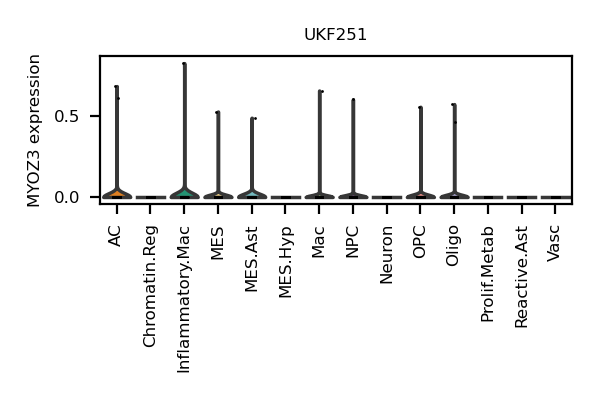 UKF251
MYOZ3 expression
0.5
0.0
AC
Chromatin.Reg
Inflammatory.Mac
MES
MES.Ast
MES.Hyp
Mac
NPC
Neuron
OPC
Oligo
Prolif.Metab
Reactive.Ast
Vasc